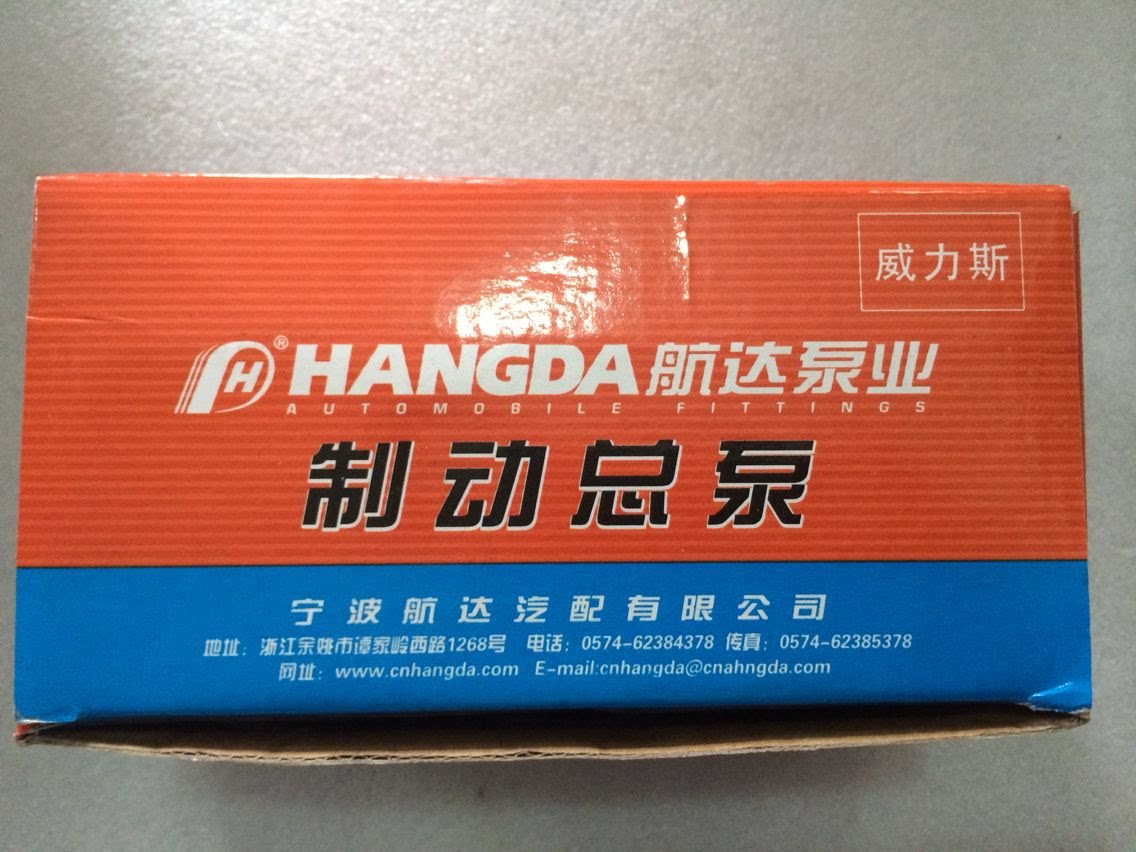 威力斯
H® HANGDA航达泵业
AUTOMOBILE FITTINGS
制动总泵
宁波航达汽配有限公司
地址：浙江余姚市谭家岭西路1268号 电话：0574-62384378 传真：0574-62385378
网址：www.cnhangda.com E-mail:cnhangda@cnahngda.com